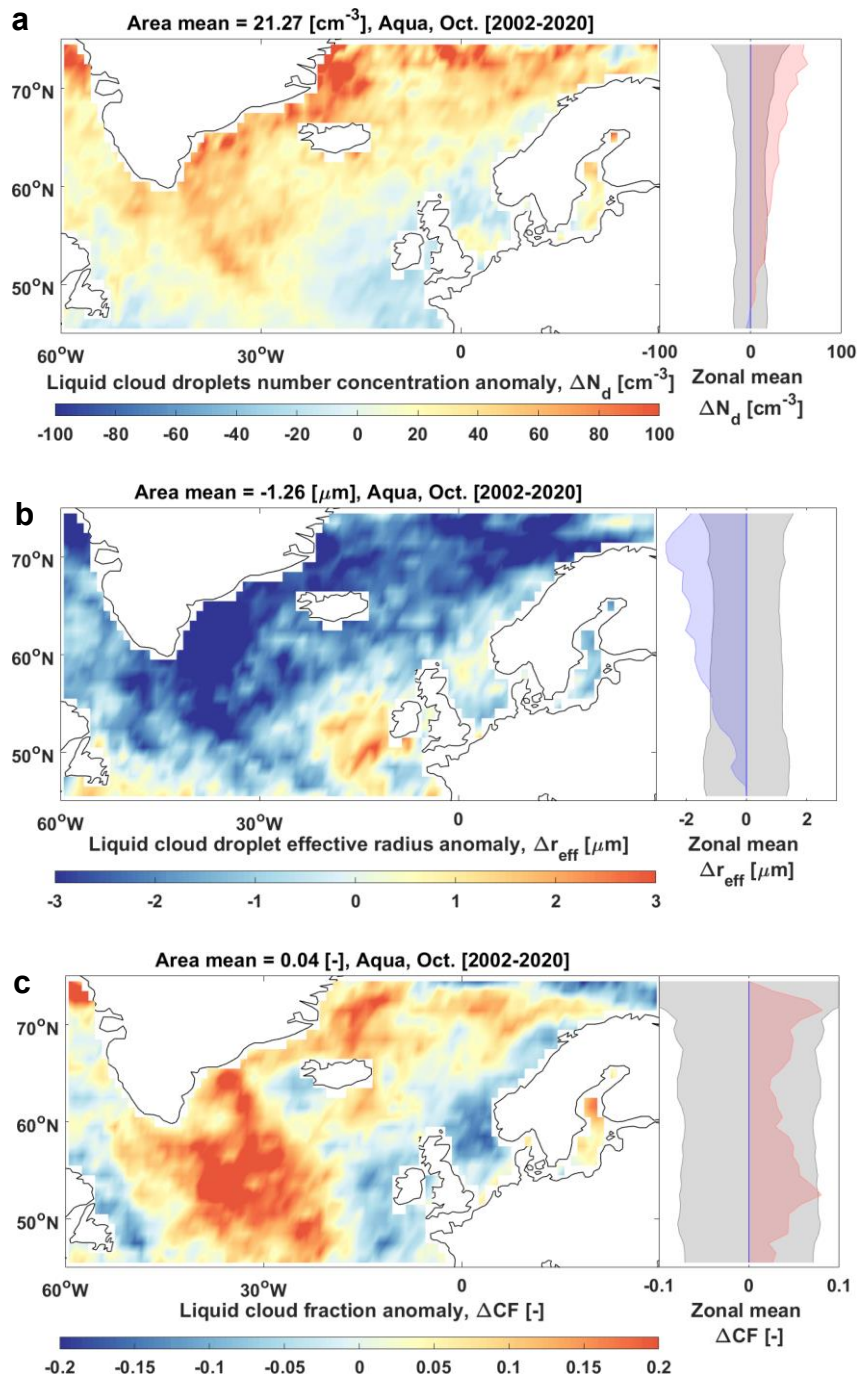 a
Area mean = 21.27 [cm⁻³], Aqua, Oct. [2002-2020]
70°N
60°N
50°N
60°W 30°W 0 -100 0 100
Liquid cloud droplets number concentration anomaly, ΔN_d [cm⁻³]
Zonal mean
ΔN_d [cm⁻³]
-100 -80 -60 -40 -20 0 20 40 60 80 100
b
Area mean = -1.26 [μm], Aqua, Oct. [2002-2020]
70°N
60°N
50°N
60°W 30°W 0 -2 0 2
Liquid cloud droplet effective radius anomaly, Δr_eff [μm]
Zonal mean
Δr_eff [μm]
-3 -2 -1 0 1 2 3
c
Area mean = 0.04 [-], Aqua, Oct. [2002-2020]
70°N
60°N
50°N
60°W 30°W 0 -0.1 0 0.1
Liquid cloud fraction anomaly, ΔCF [-]
Zonal mean
ΔCF [-]
-0.2 -0.15 -0.1 -0.05 0 0.05 0.1 0.15 0.2